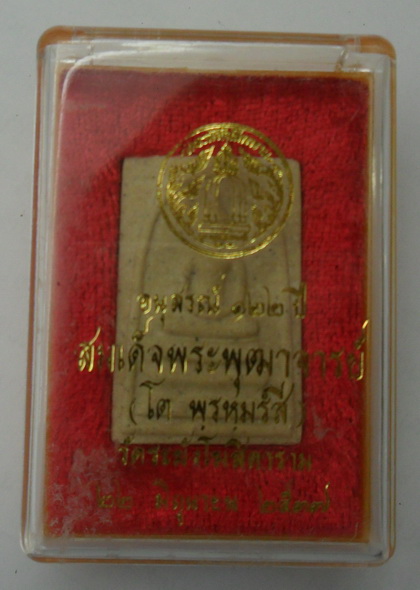 อนุสรณ์ ๑๒๒ ปี
สมเด็จพระพุฒาจารย์
(โต พรหมรังสี)
วัดระฆังโฆสิตาราม
๒๒ มิถุนายน ๒๕๓๗